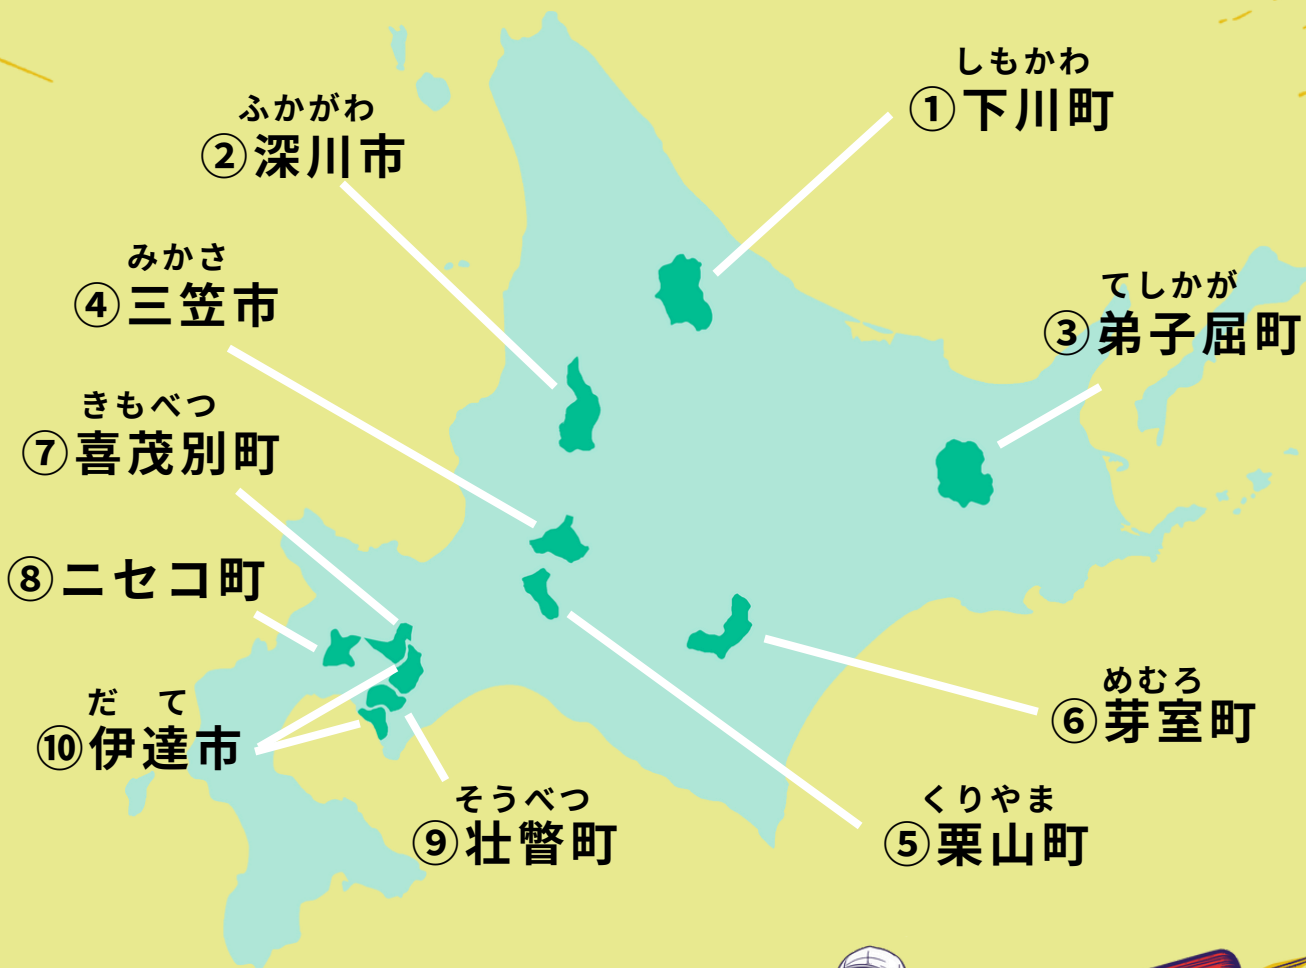 しもかわ
①下川町
ふかがわ
②深川市
てしかが
③弟子屈町
みかさ
④三笠市
くりやま
⑤栗山町
めむろ
⑥芽室町
きもべつ
⑦喜茂別町
⑧ニセコ町
そうべつ
⑨壮瞥町
だ て
⑩伊達市